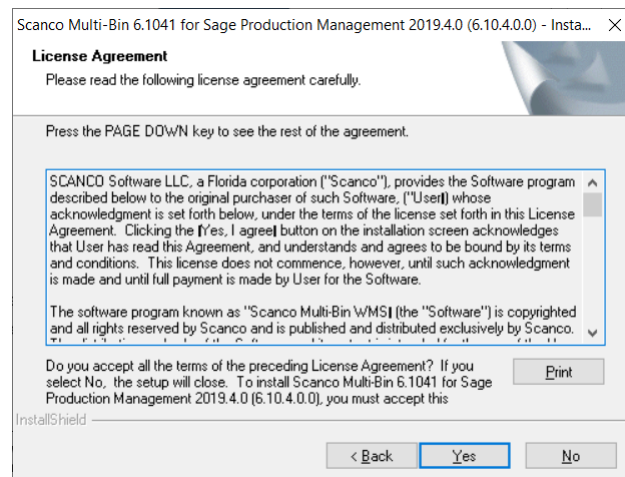 Scanco Multi-Bin 6.1041 for Sage Production Management 2019.4.0 (6.10.4.0.0) - Insta...
License Agreement
Please read the following license agreement carefully.
Press the PAGE DOWN key to see the rest of the agreement.
SCANCO Software LLC, a Florida corporation ("Scanco"), provides the Software program
described below to the original purchaser of such Software, ("User‖) whose
acknowledgment is set forth below, under the terms of the license set forth in this License
Agreement. Clicking the ‖Yes, I agree‖ button on the installation screen acknowledges
that User has read this Agreement, and understands and agrees to be bound by its terms
and conditions. This license does not commence, however, until such acknowledgment
is made and until full payment is made by User for the Software.
The software program known as "Scanco Multi-Bin WMS‖ (the "Software") is copyrighted
and all rights reserved by Scanco and is published and distributed exclusively by Scanco.
Do you accept all the terms of the preceding License Agreement? If you
select No, the setup will close. To install Scanco Multi-Bin 6.1041 for Sage
Production Management 2019.4.0 (6.10.4.0.0), you must accept this
Print
InstallShield
< Back
Yes
No